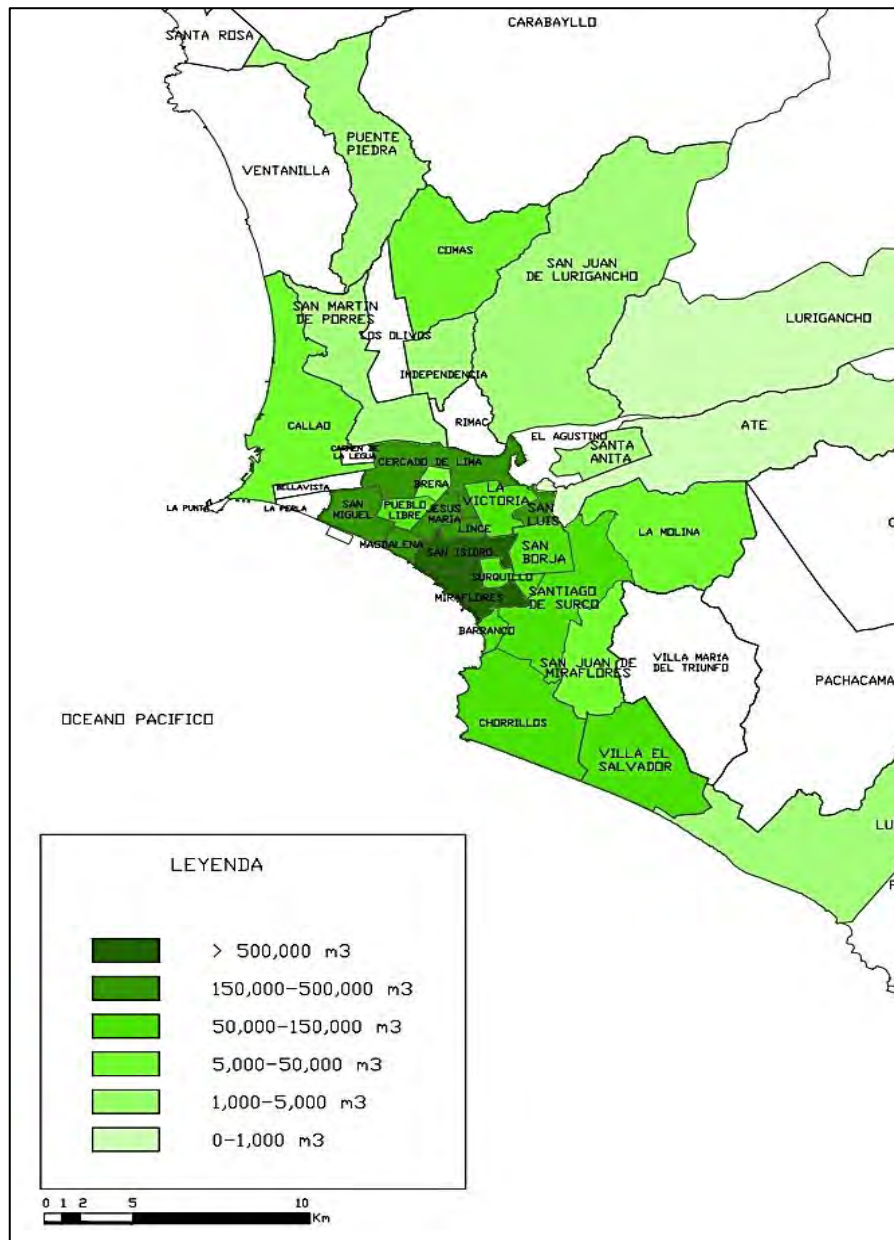 CARABAYLLO
SANTA ROSA
PUENTE
PIEDRA
VENTANILLA
COMAS
SAN JUAN
DE LURIGANCHO
SAN MARTIN
DE PORRES
LURIGANCHO
LOS OLIVOS
INDEPENDENCIA
CALLAO
RIMAC
ATE
EL AGUSTINO
SANTA
ANITA
CARMEN DE
LA LEGUA
CERCADO DE LIMA
BREÑA
BELLAVISTA
LA
VICTORIA
LA PUNTA
LA PERLA
SAN
MIGUEL
PUEBLO
LIBRE
JESUS
MARIA
SAN
LUIS
LINCE
LA MOLINA
MAGDALENA
SAN ISIDRO
SAN
BORJA
SURQUILLO
SANTIAGO
DE SURCO
MIRAFLORES
BARRANCO
SAN JUAN DE
MIRAFLORES
VILLA MARIA
DEL TRIUNFO
PACHACAMA
OCEANO PACIFICO
CHORRILLOS
VILLA EL
SALVADOR
LU
LEYENDA
> 500,000 m3
150,000-500,000 m3
50,000-150,000 m3
5,000-50,000 m3
1,000-5,000 m3
0-1,000 m3
0 1 2 5 10
Km